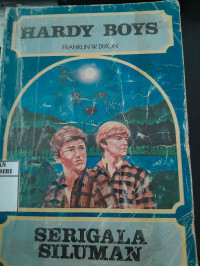 HARDY BOYS
FRANKLIN W. DIXON
SERIGALA
SILUMAN